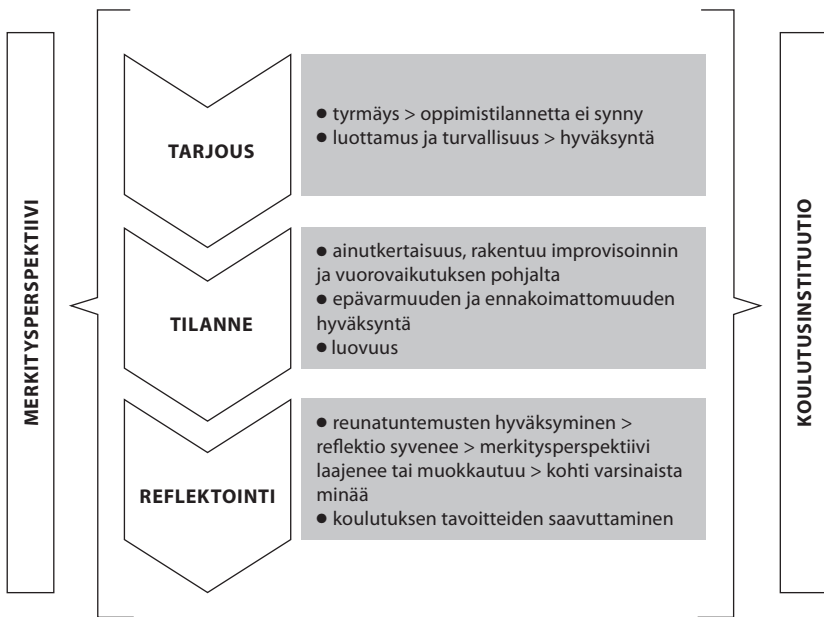 MERKITYSPERSPEKTIIVI
TARJOUS
● tyrmäys > oppimistilannetta ei synny
● luottamus ja turvallisuus > hyväksyntä
TILANNE
● ainutkertaisuus, rakentuu improvisoinnin
ja vuorovaikutuksen pohjalta
● epävarmuuden ja ennakoimattomuuden
hyväksyntä
● luovuus
REFLEKTOINTI
● reunatuntemusten hyväksyminen >
reflektio syvenee > merkitysperspektiivi
laajenee tai muokkautuu > kohti varsinaista
minää
● koulutuksen tavoitteiden saavuttaminen
KOULUTUSINSTITUUTIO